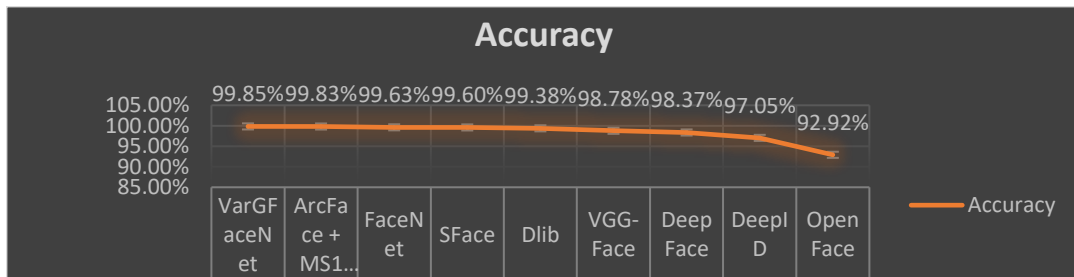 Accuracy
99.85% 99.83% 99.63% 99.60% 99.38% 98.78% 98.37% 97.05% 92.92%
105.00%
100.00%
95.00%
90.00%
85.00%
VarGF
aceN
et
ArcFa
ce +
MS1...
FaceN
et
SFace
Dlib
VGG-
Face
Deep
Face
DeepI
D
Open
Face
Accuracy